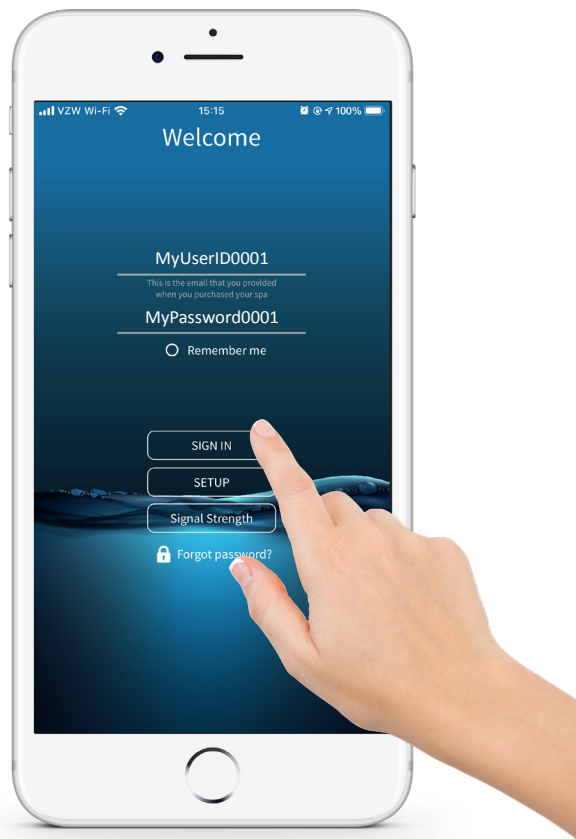 VZW Wi-Fi 15:15 100%
Welcome
MyUserID0001
This is the email that you provided
when you purchased your spa
MyPassword0001
Remember me
SIGN IN
SETUP
Signal Strength
Forgot password?